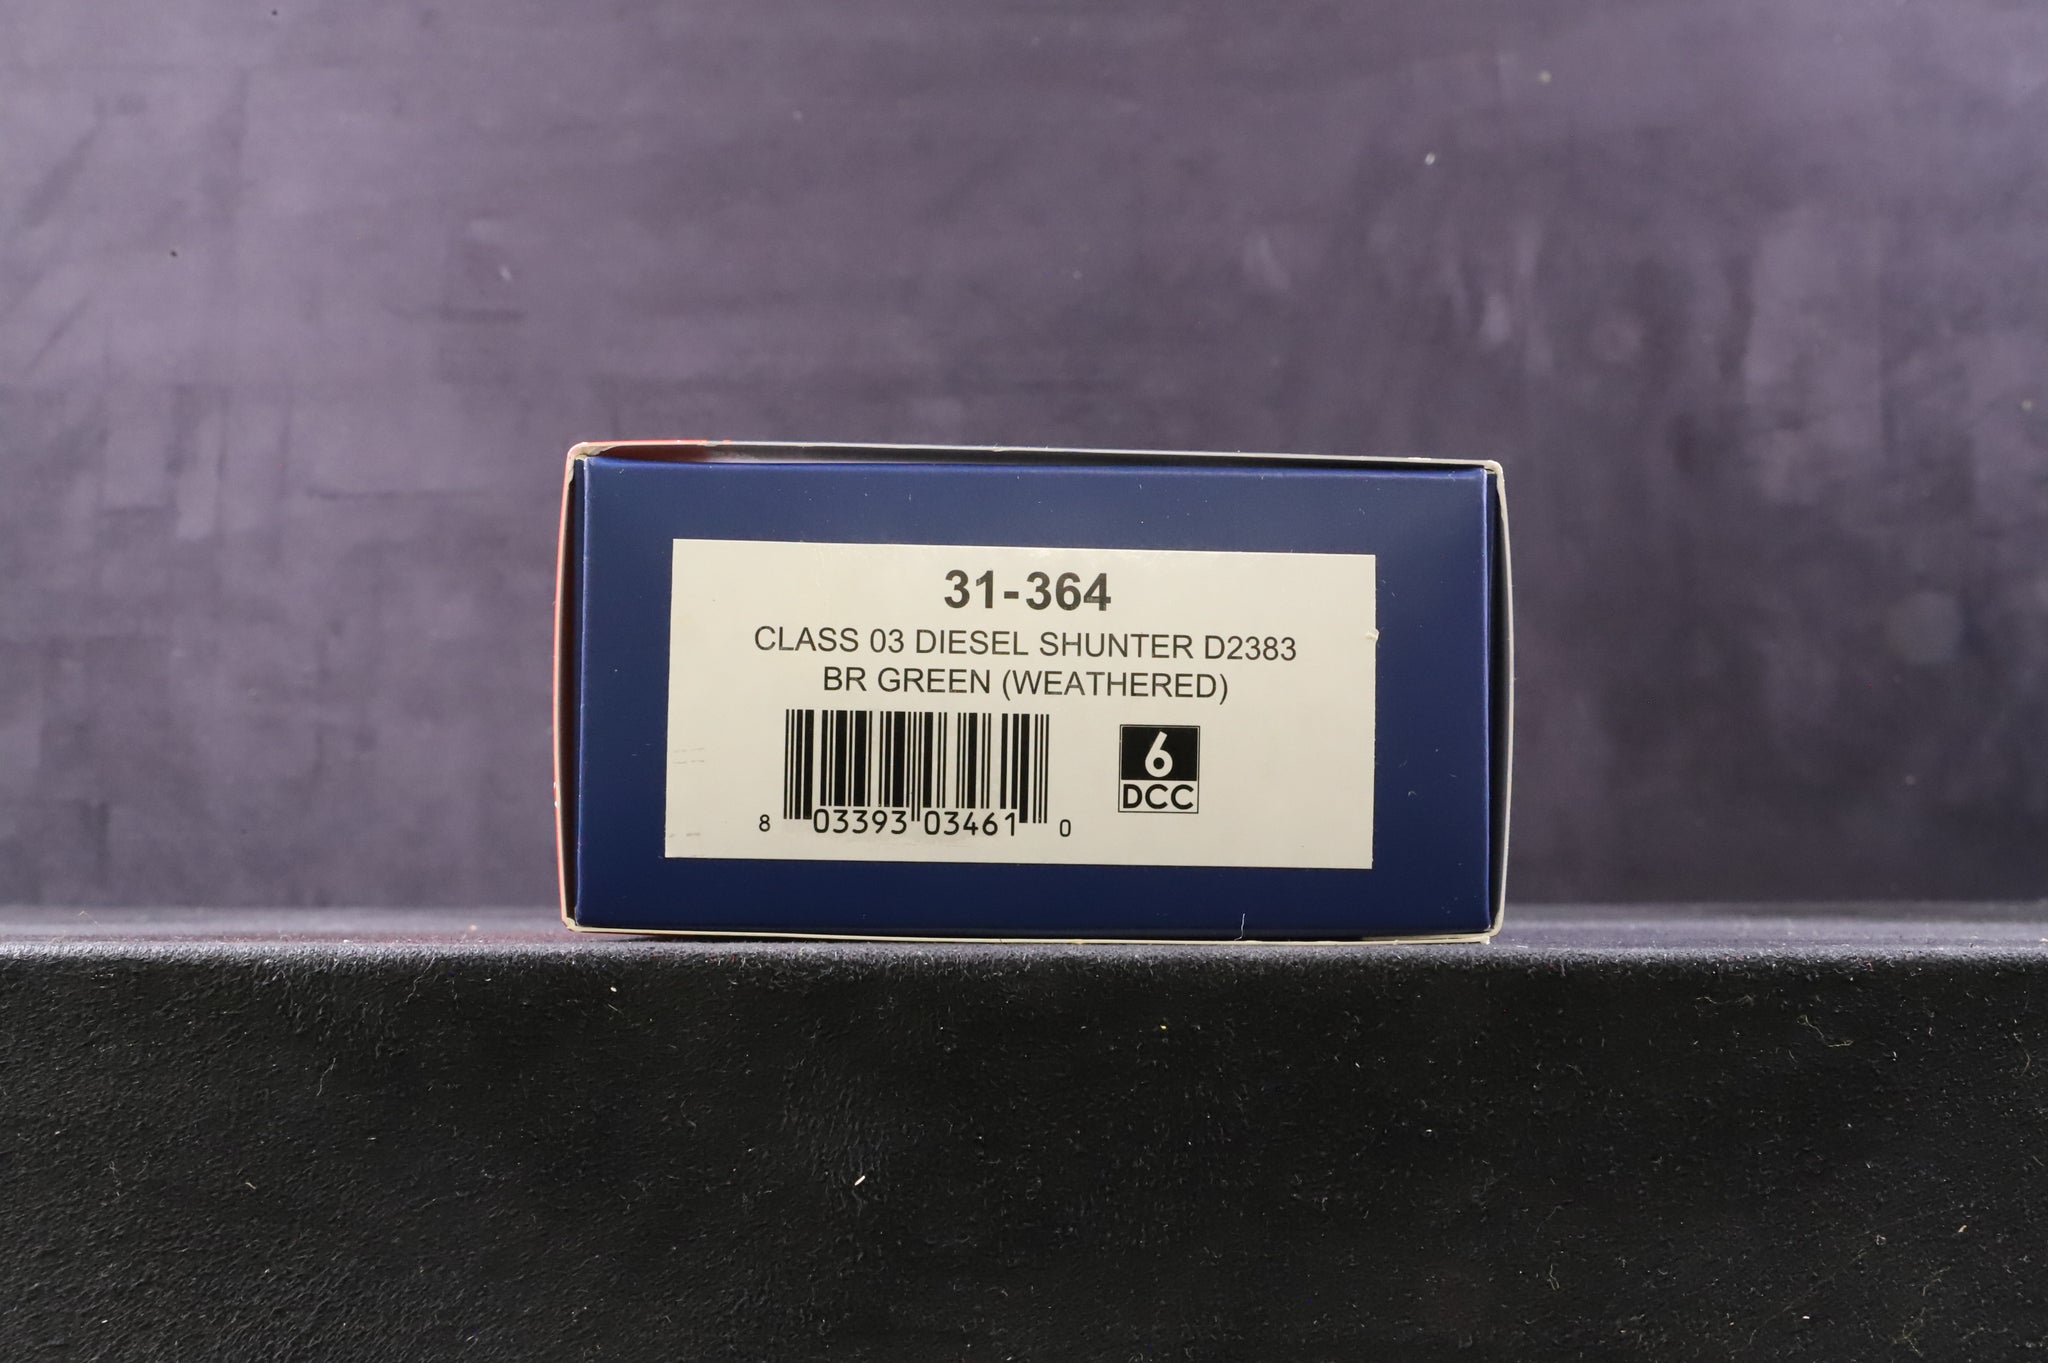 31-364
CLASS 03 DIESEL SHUNTER D2383
BR GREEN (WEATHERED)
6
DCC
8 03393 03461 0